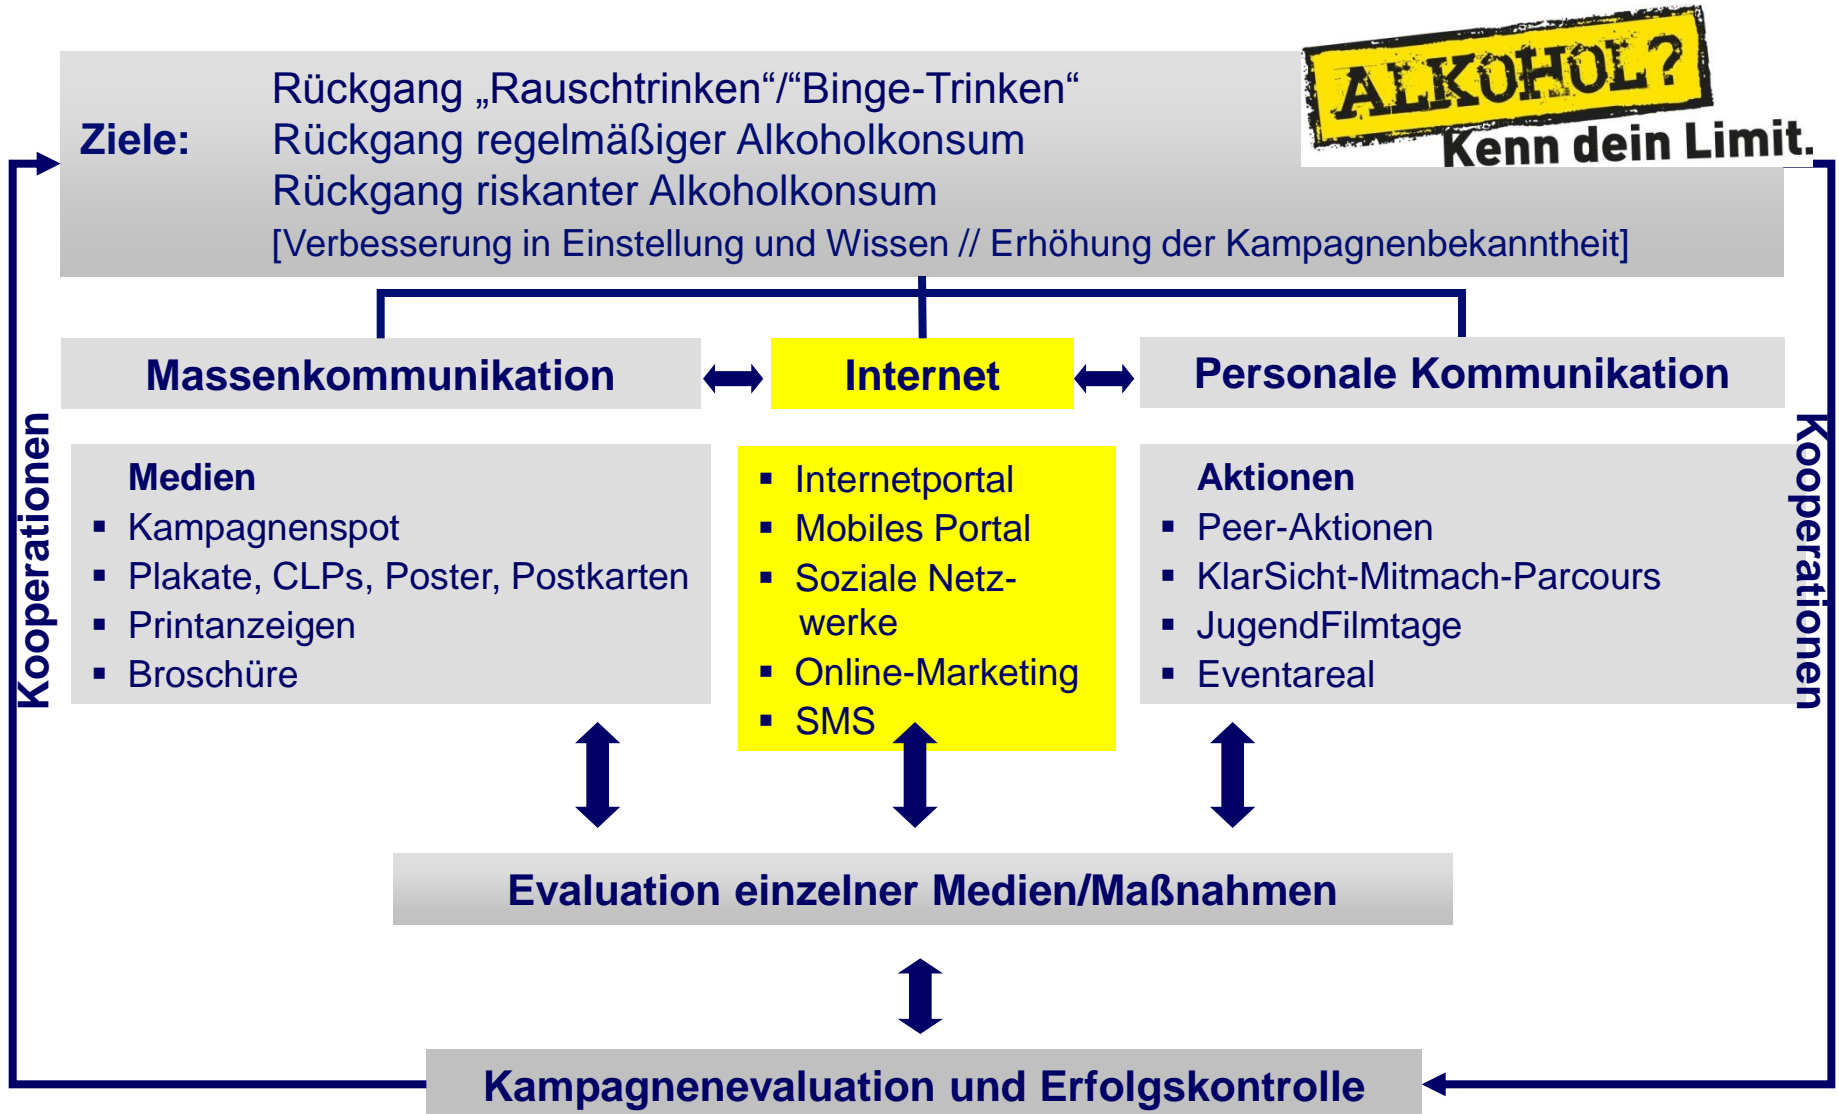 ALKOHOL?
Kenn dein Limit.
Ziele:
Rückgang „Rauschtrinken“/“Binge-Trinken“
Rückgang regelmäßiger Alkoholkonsum
Rückgang riskanter Alkoholkonsum
[Verbesserung in Einstellung und Wissen // Erhöhung der Kampagnenbekanntheit]
Massenkommunikation
Internet
Personale Kommunikation
Kooperationen
Medien
▪ Kampagnenspot
▪ Plakate, CLPs, Poster, Postkarten
▪ Printanzeigen
▪ Broschüre
▪ Internetportal
▪ Mobiles Portal
▪ Soziale Netz-
werke
▪ Online-Marketing
▪ SMS
Aktionen
▪ Peer-Aktionen
▪ KlarSicht-Mitmach-Parcours
▪ JugendFilmtage
▪ Eventareal
Kooperationen
Evaluation einzelner Medien/Maßnahmen
Kampagnenevaluation und Erfolgskontrolle